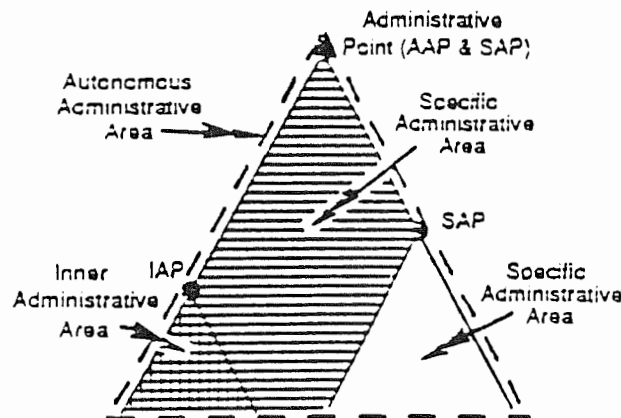 Administrative
Point (AAP & SAP)
Autonomous
Administrative
Area
Specific
Administrative
Area
SAP
Inner
Administrative
Area
IAP
Specific
Administrative
Area